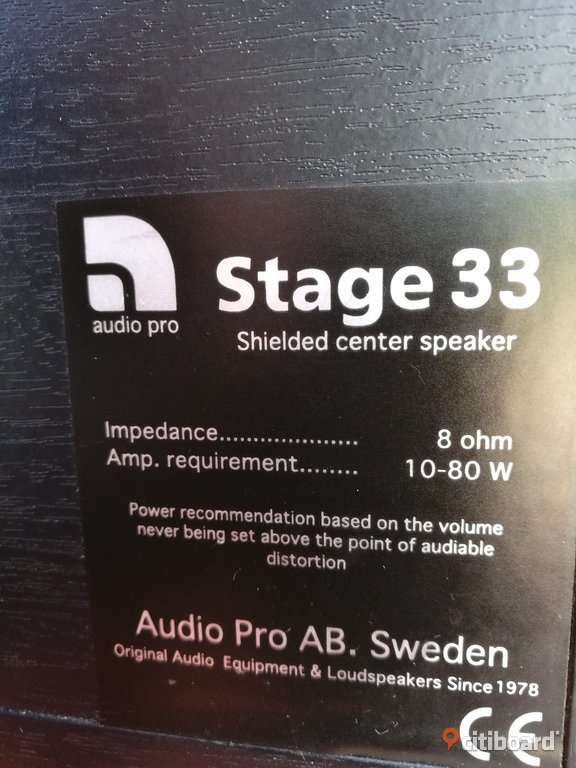 audio pro
Stage 33
Shielded center speaker
Impedance.................... 8 ohm
Amp. requirement........ 10-80 W
Power recommendation based on the volume
never being set above the point of audiable
distortion
Audio Pro AB. Sweden
Original Audio Equipment & Loudspeakers Since 1978
CE
citiboard